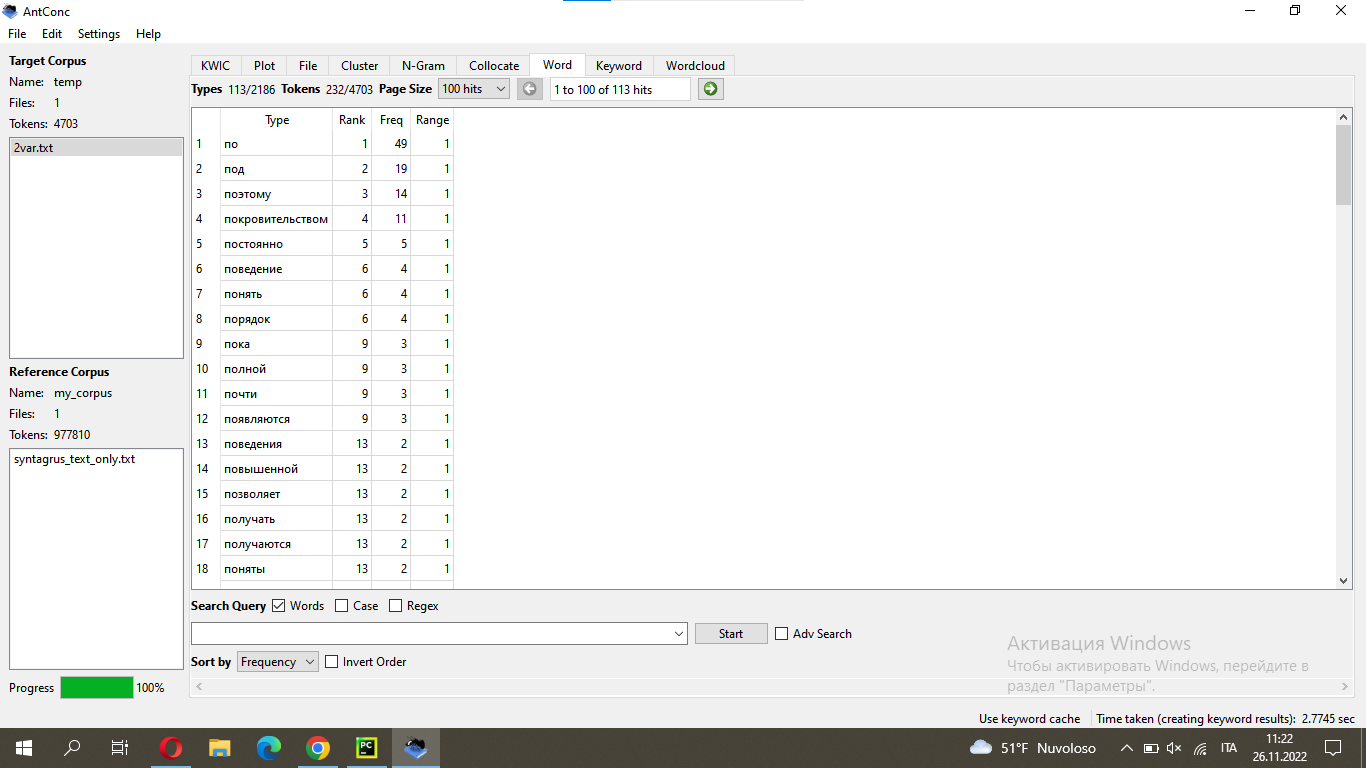 AntConc
File Edit Settings Help
Target Corpus
Name: temp
Files: 1
Tokens: 4703
2var.txt
Reference Corpus
Name: my_corpus
Files: 1
Tokens: 977810
syntagrus_text_only.txt
Progress 100%
KWIC Plot File Cluster N-Gram Collocate Word Keyword Wordcloud
Types 113/2186 Tokens 232/4703 Page Size 100 hits 1 to 100 of 113 hits
Type Rank Freq Range
1 по 1 49 1
2 под 2 19 1
3 поэтому 3 14 1
4 покровительством 4 11 1
5 постоянно 5 5 1
6 поведение 6 4 1
7 понять 6 4 1
8 порядок 6 4 1
9 пока 9 3 1
10 полной 9 3 1
11 почти 9 3 1
12 появляются 9 3 1
13 поведения 13 2 1
14 повышенной 13 2 1
15 позволяет 13 2 1
16 получать 13 2 1
17 получаются 13 2 1
18 поняты 13 2 1
Search Query Words Case Regex
Start Adv Search
Sort by Frequency Invert Order
Активация Windows
Чтобы активировать Windows, перейдите в
раздел "Параметры".
Use keyword cache Time taken (creating keyword results): 2.7745 sec
PC 51°F Nuvoloso ITA 11:22
26.11.2022